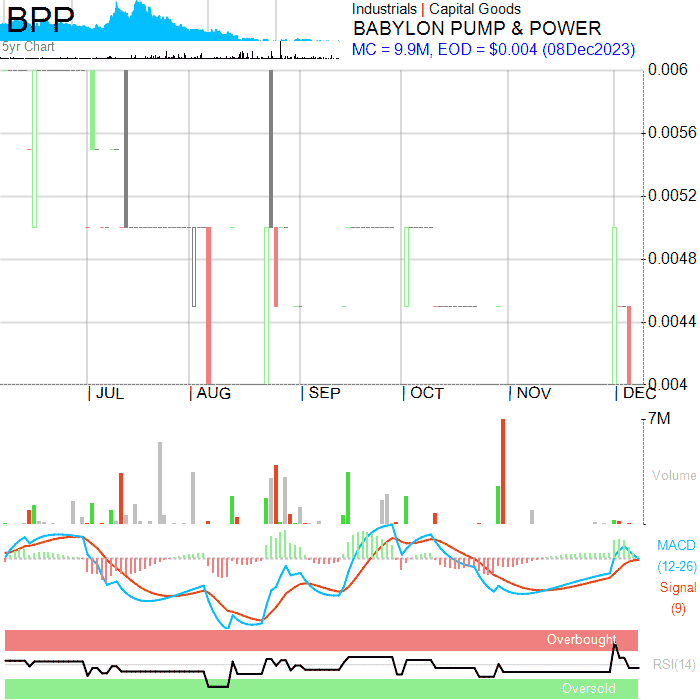 BPP
5yr Chart
Industrials | Capital Goods
BABYLON PUMP & POWER
MC = 9.9M, EOD = $0.004 (08Dec2023)
0.006
0.0056
0.0052
0.0048
0.0044
0.004
JUL
AUG
SEP
OCT
NOV
DEC
7M
Volume
MACD
(12-26)
Signal
(9)
Overbought
RSI(14)
Oversold